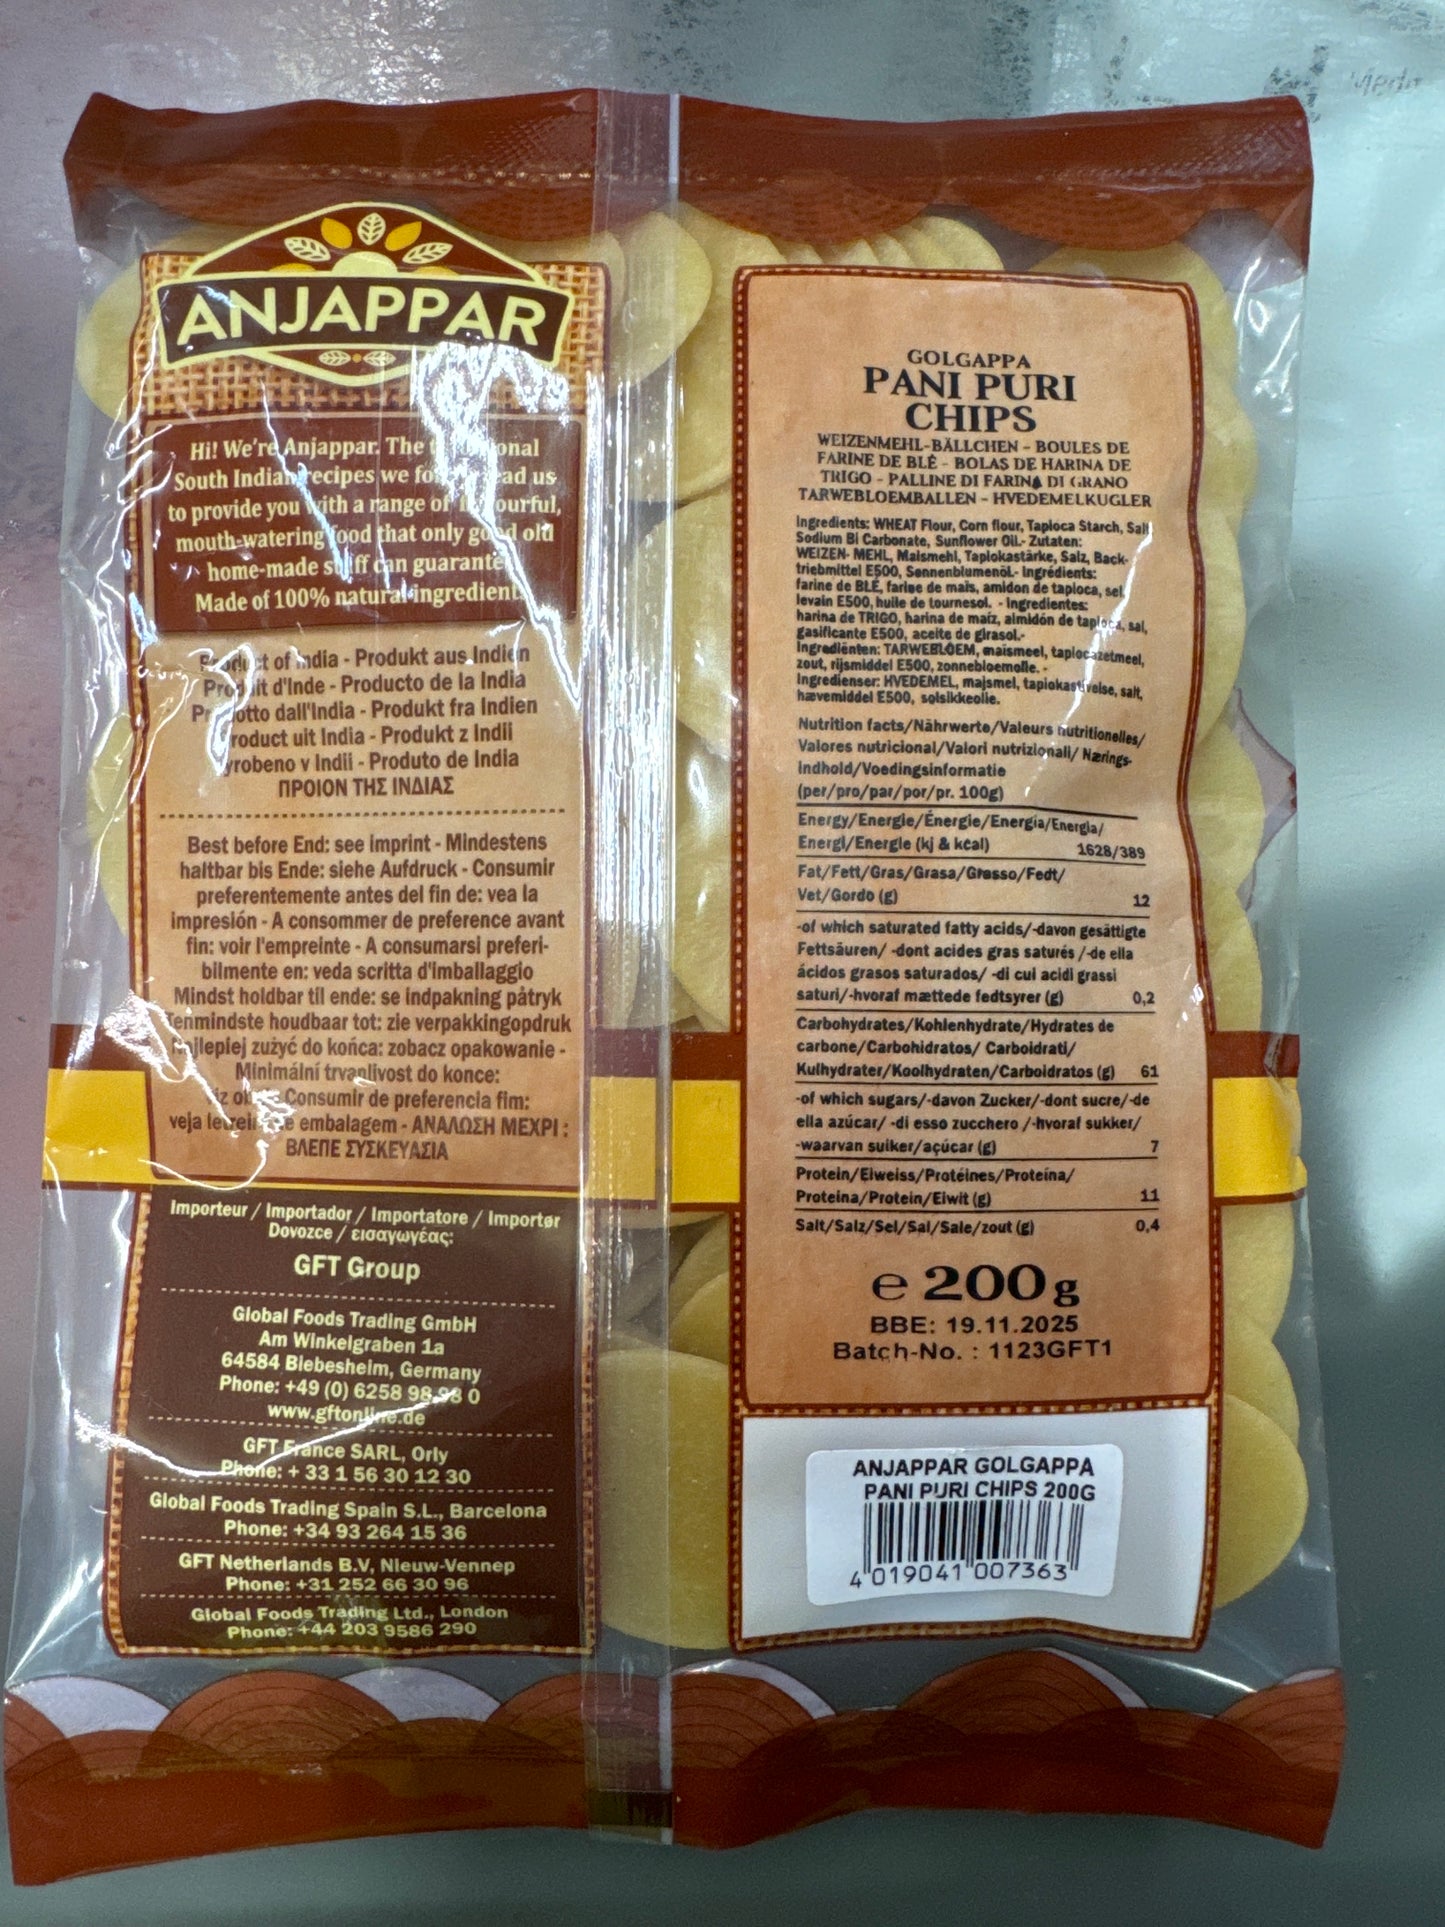 ANJAPPAR
Hi! We're Anjappar. The
South Indian recipes we us
to provide you with a range of
mouth-watering food that only good old
home-made stuff can guarantee
Made of 100% natural ingredients
Product of India - Produkt aus Indien
Produit d'Inde - Producto de la India
Prodotto dall'India - Produkt fra Indien
Product uit India - Produkt z Indii
Vyrobeno v Indii - Produto de India
ΠΡΟΙΟΝ ΤΗΣ ΙΝΔΙΑΣ
Best before End: see imprint - Mindestens
haltbar bis Ende: siehe Aufdruck - Consumir
preferentemente antes del fin de: vea la
impresión - A consommer de preference avant
fin: voir l'empreinte - A consumarsi preferi-
bilmente en: veda scritta d'imballaggio
Mindst holdbar til ende: se indpakning påtryk
Tenmindste houdbaar tot: zie verpakkingopdruk
Najlepiej zużyć do końca: zobacz opakowanie -
Minimální trvanlivost do konce:
Consumir de preferencia fim:
veja embalagem - ΑΝΑΛΩΣΗ ΜΕΧΡΙ :
ΒΛΕΠΕ ΣΥΣΚΕΥΑΣΙΑ
Importeur / Importador / Importatore / Importør
Dovozce / εισαγωγέας:
GFT Group
Global Foods Trading GmbH
Am Winkelgraben 1a
64584 Biebesheim, Germany
Phone: +49 (0) 6258 98 98 0
www.gftonline.de
GFT France SARL, Orly
Phone: + 33 1 56 30 12 30
Global Foods Trading Spain S.L., Barcelona
Phone: +34 93 264 15 36
GFT Netherlands B.V, Nieuw-Vennep
Phone: +31 252 66 30 96
Global Foods Trading Ltd., London
Phone: +44 203 9586 290
GOLGAPPA
PANI PURI
CHIPS
WEIZENMEHL-BÄLLCHEN - BOULES DE
FARINE DE BLÉ - BOLAS DE HARINA DE
TRIGO - PALLINE DI FARINA DI GRANO
TARWEBLOEMBALLEN - HVEDEMELKUGLER
Ingredients: WHEAT Flour, Corn flour, Tapioca Starch, Salt
Sodium Bi Carbonate, Sunflower Oil.- Zutaten:
WEIZEN- MEHL, Maismehl, Tapiokastärke, Salz, Back-
triebmittel E500, Sonnenblumenöl.- Ingrédients:
farine de BLÉ, farine de maïs, amidon de tapioca, sel
levain E500, huile de tournesol. - Ingredientes:
harina de TRIGO, harina de maíz, almidón de tapioca, sal,
gasificante E500, aceite de girasol.-
Ingrediënten: TARWEBLOEM, maïsmeel, tapiocazetmeel,
zout, rijsmiddel E500, zonnebloemolie. -
Ingredienser: HVEDEMEL, majsmel, tapiokastivelse, salt,
hævemiddel E500, solsikkeolie.
Nutrition facts/Nährwerte/Valeurs nutritionelles/
Valores nutricional/Valori nutrizionali/ Nærings-
indhold/Voedingsinformatie
(per/pro/par/por/pr. 100g)
Energy/Energie/Énergie/Energía/Energia/
Energi/Energie (kj & kcal) 1628/389
Fat/Fett/Gras/Grasa/Grasso/Fedt/
Vet/Gordo (g) 12
-of which saturated fatty acids/-davon gesättigte
Fettsäuren/ -dont acides gras saturés /-de ella
ácidos grasos saturados/ -di cui acidi grassi
saturi/-hvoraf mættede fedtsyrer (g) 0,2
Carbohydrates/Kohlenhydrate/Hydrates de
carbone/Carbohidratos/ Carboidrati/
Kulhydrater/Koolhydraten/Carboidratos (g) 61
-of which sugars/-davon Zucker/-dont sucre/-de
ella azúcar/ -di esso zucchero /-hvoraf sukker/
-waarvan suiker/açúcar (g) 7
Protein/Eiweiss/Protéines/Proteína/
Proteina/Protein/Eiwit (g) 11
Salt/Salz/Sel/Sal/Sale/zout (g) 0,4
e 200g
BBE: 19.11.2025
Batch-No. : 1123GFT1
ANJAPPAR GOLGAPPA
PANI PURI CHIPS 200G
4 019041 007363